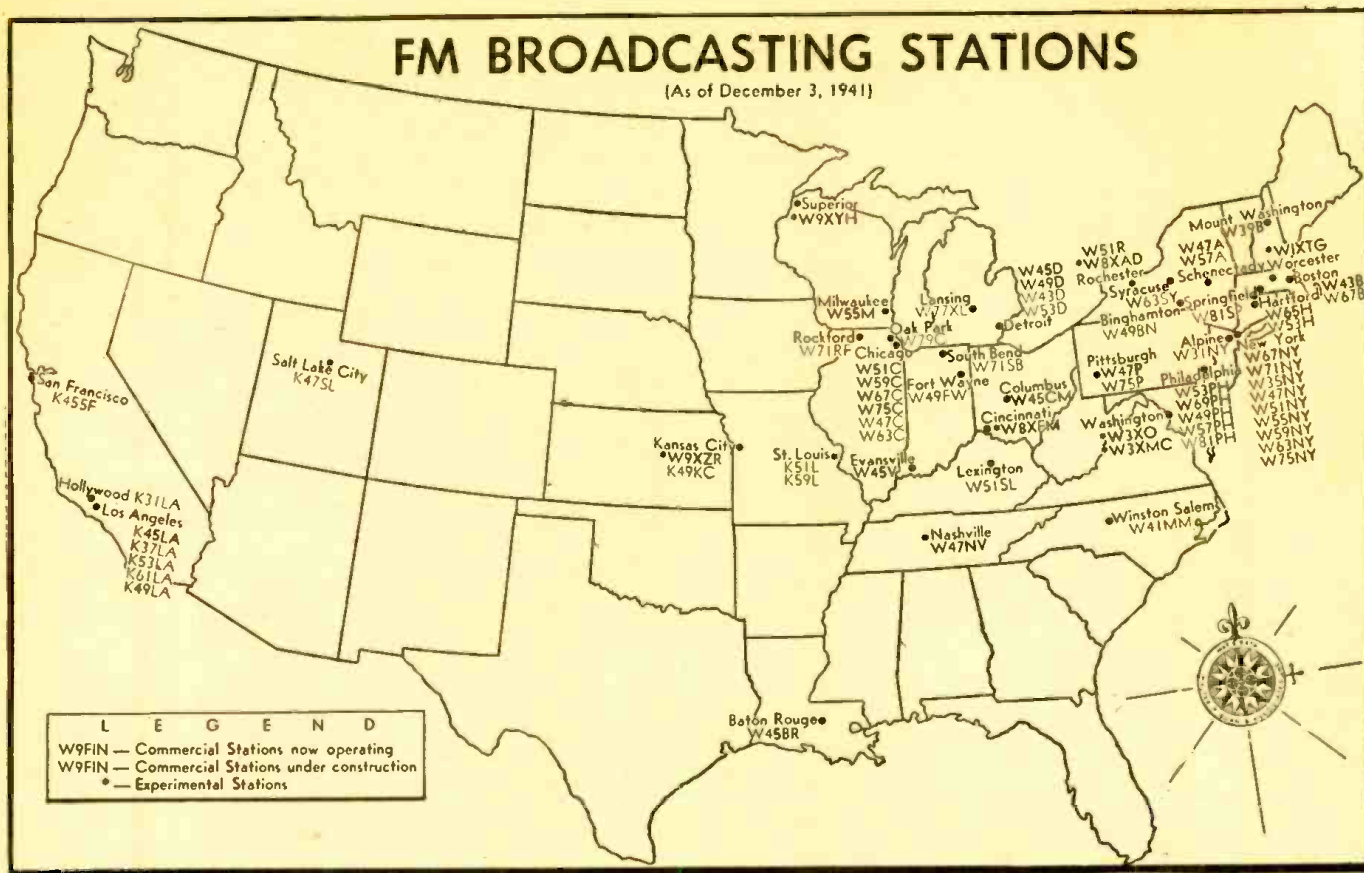 FM BROADCASTING STATIONS
(As of December 3, 1941)
Superior
W9XYH
Milwaukee
W55M
Rockford
W71RF
Oak Park
W79C
Chicago
W51C
W59C
W67C
W75C
W47C
W63C
Lansing
W77XL
W45D
W49D
W43D
W53D
Detroit
South Bend
W71SB
Fort Wayne
W49FW
Columbus
W45CM
Cincinnati
W8XFM
Evansville
W45V
Lexington
W51SL
Nashville
W47NV
Winston Salem
W41MM
W51R
W8XAD
Rochester
Syracuse
W63SY
Binghamton
W49BN
W47A
W57A
Schenectady
Mount Washington
W39B
W1XTG
Worcester
Boston
W43B
W67B
Springfield
W81SP
Hartford
W65H
W53H
Alpine
W31NY
New York
W67NY
W71NY
W35NY
W47NY
W51NY
W55NY
W59NY
W63NY
W75NY
Pittsburgh
W47P
W75P
Philadelphia
W53PH
W69PH
W49PH
W57PH
W81PH
Washington
W3XO
W3XMC
San Francisco
K45SF
Salt Lake City
K47SL
Hollywood K31LA
Los Angeles
K45LA
K37LA
K53LA
K61LA
K49LA
Kansas City
W9XZR
K49KC
St. Louis
K51L
K59L
Baton Rouge
W45BR
LEGEND
W9FIN — Commercial Stations now operating
W9FIN — Commercial Stations under construction
• — Experimental Stations